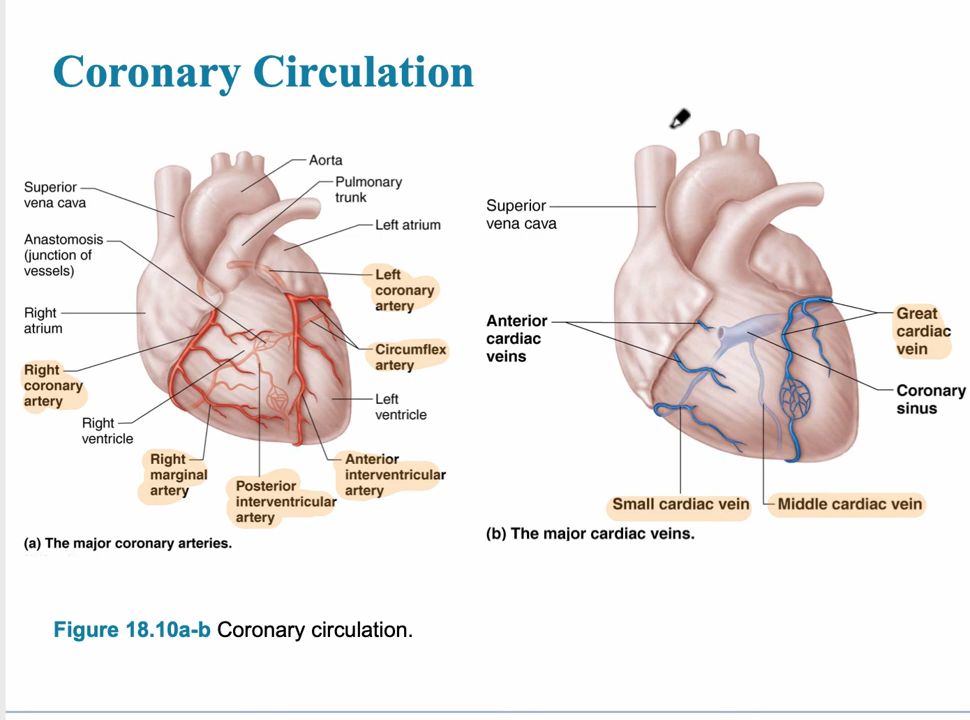 Coronary Circulation
Superior
vena cava
Anastomosis
(junction of
vessels)
Right
atrium
Right
coronary
artery
Right
ventricle
Right
marginal
artery
Posterior
interventricular
artery
Aorta
Pulmonary
trunk
Left atrium
Left
coronary
artery
Circumflex
artery
Left
ventricle
Anterior
interventricular
artery
(a) The major coronary arteries.
Superior
vena cava
Anterior
cardiac
veins
Great
cardiac
vein
Coronary
sinus
Small cardiac vein
Middle cardiac vein
(b) The major cardiac veins.
Figure 18.10a-b Coronary circulation.